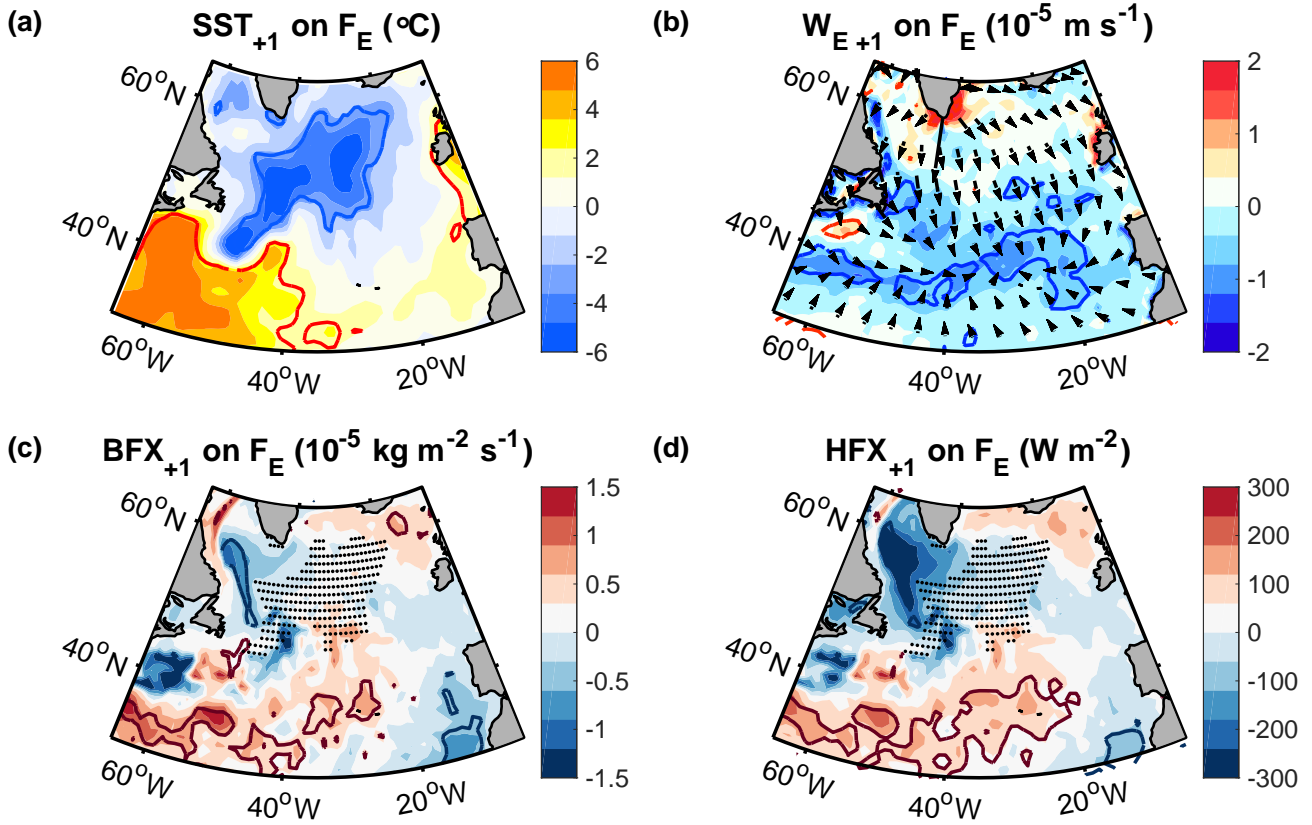 (a) SST+1 on FE (°C)
60°N
40°N
60°W
40°W
20°W
6
4
2
0
-2
-4
-6
(b) WE +1 on FE (10-5 m s-1)
60°N
40°N
60°W
40°W
20°W
2
1
0
-1
-2
(c) BFX+1 on FE (10-5 kg m-2 s-1)
60°N
40°N
60°W
40°W
20°W
1.5
1
0.5
0
-0.5
-1
-1.5
(d) HFX+1 on FE (W m-2)
60°N
40°N
60°W
40°W
20°W
300
200
100
0
-100
-200
-300